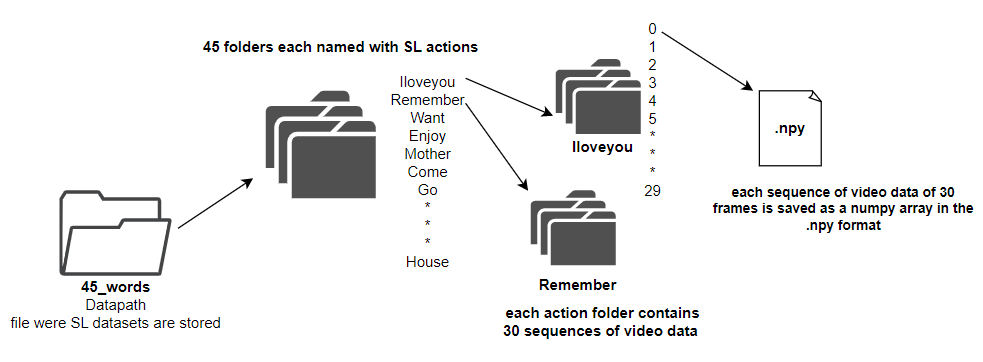 45 folders each named with SL actions
Iloveyou
Remember
Want
Enjoy
Mother
Come
Go
*
*
*
House
45_words
Datapath
file were SL datasets are stored
Iloveyou
Remember
each action folder contains
30 sequences of video data
0
1
2
3
4
5
*
*
*
29
.npy
each sequence of video data of 30
frames is saved as a numpy array in the
.npy format